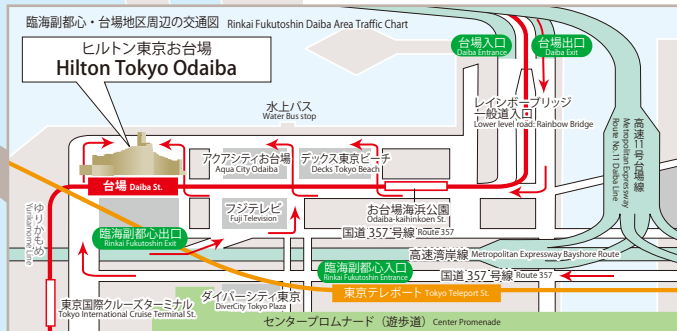 臨海副都心・台場地区周辺の交通図 Rinkai Fukutoshin Daiba Area Traffic Chart
ヒルトン東京お台場
Hilton Tokyo Odaiba
台場入口
Daiba Entrance
台場出口
Daiba Exit
水上バス
Water Bus stop
レインボーブリッジ
一般道入口
Lower level road: Rainbow Bridge
高速11号台場線
Metropolitan Expressway
Route No.11 Daiba Line
アクアシティお台場
Aqua City Odaiba
デックス東京ビーチ
Decks Tokyo Beach
台場 Daiba St.
お台場海浜公園
Odaiba-kaihinkoen St.
ゆりかもめ
Yurikamome Line
フジテレビ
Fuji Television
臨海副都心出口
Rinkai Fukutoshin Exit
国道 357 号線 Route 357
高速湾岸線 Metropolitan Expressway Bayshore Route
臨海副都心入口
Rinkai Fukutoshin Entrance
国道 357 号線 Route 357
東京国際クルーズターミナル
Tokyo International Cruise Terminal St.
ダイバーシティ東京
DiverCity Tokyo Plaza
東京テレポート Tokyo Teleport St.
センタープロムナード（遊歩道）Center Promenade